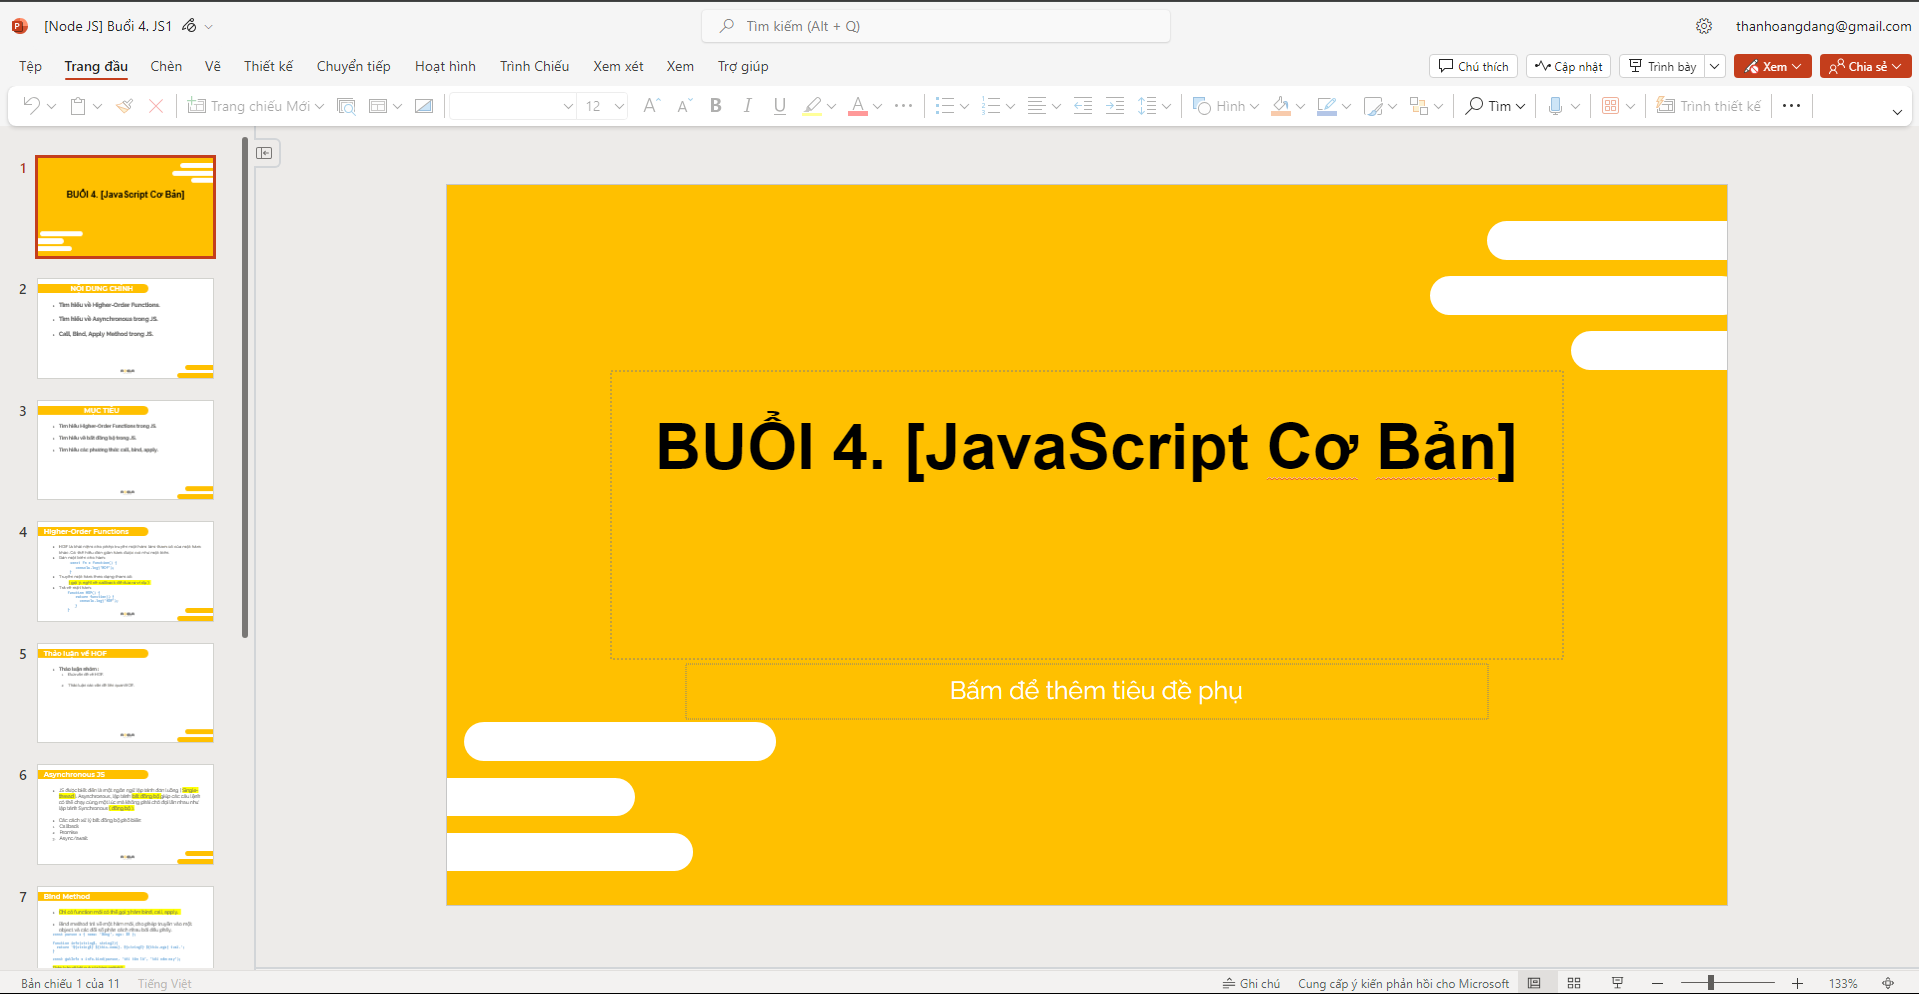 [Node JS] Buổi 4. JS1
Tìm kiếm (Alt + Q)
thanhoangdang@gmail.com
Tệp Trang đầu Chèn Vẽ Thiết kế Chuyển tiếp Hoạt hình Trình Chiếu Xem xét Xem Trợ giúp
Chú thích Cập nhật Trình bày Xem Chia sẻ
Trang chiếu Mới 12 Hình Tìm Trình thiết kế
1
BUỔI 4. [JavaScript Cơ Bản]
2
NỘI DUNG CHÍNH
Tìm hiểu về Higher-Order Functions.
Tìm hiểu về Asynchronous trong JS.
Call, Bind, Apply Method trong JS.
3
MỤC TIÊU
Tìm hiểu Higher-Order Functions trong JS.
Tìm hiểu về bất đồng bộ trong JS.
Tìm hiểu các phương thức call, bind, apply.
4
Higher-Order Functions
5
Thảo luận về HOF
Thảo luận nhóm :
6
Asynchronous JS
Callback
Promise
Async/await
7
Bind Method
BUỔI 4. [JavaScript Cơ Bản]
Bấm để thêm tiêu đề phụ
Bản chiếu 1 của 11 Tiếng Việt
Ghi chú Cung cấp ý kiến phản hồi cho Microsoft 133%